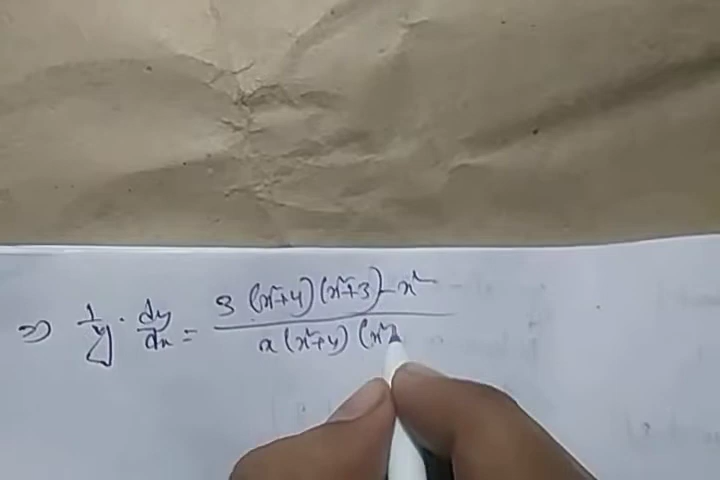 ⇒ 1/y · dy/dx = 3 (x²+4) (x²+3) - x² / x (x²+4) (x²